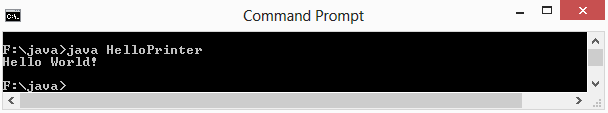 Command Prompt
C:\.
F:\java>java HelloPrinter
Hello World!
F:\java>